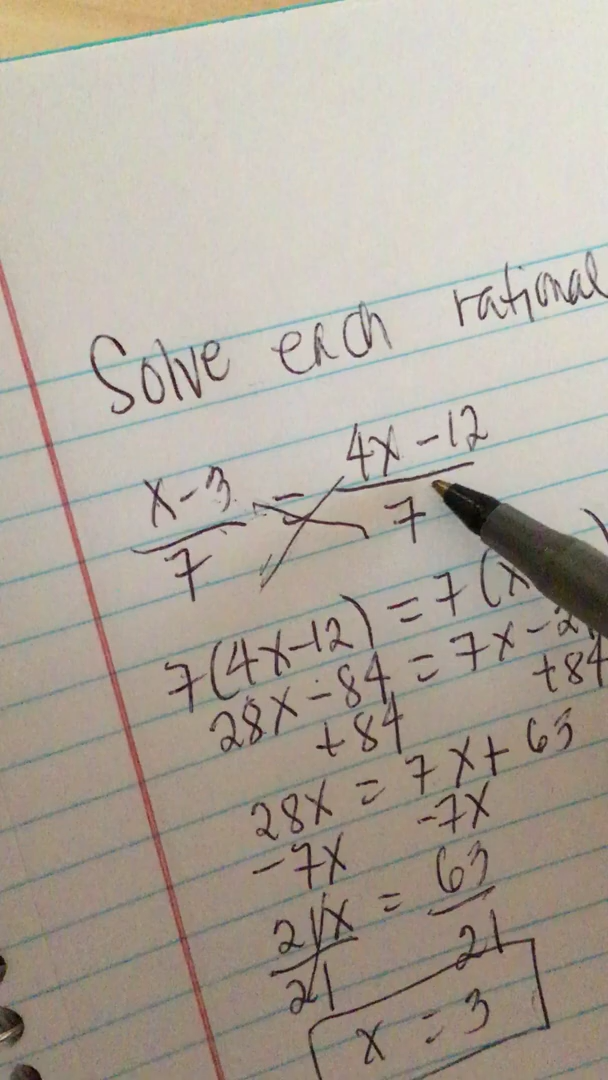 Solve each rational
x-3 / 7 = 4x-12 / 7
7(4x-12) = 7(x
28x-84 = 7x-2
+84 +84
28x = 7x+63
-7x -7x
21x / 21 = 63 / 21
x = 3